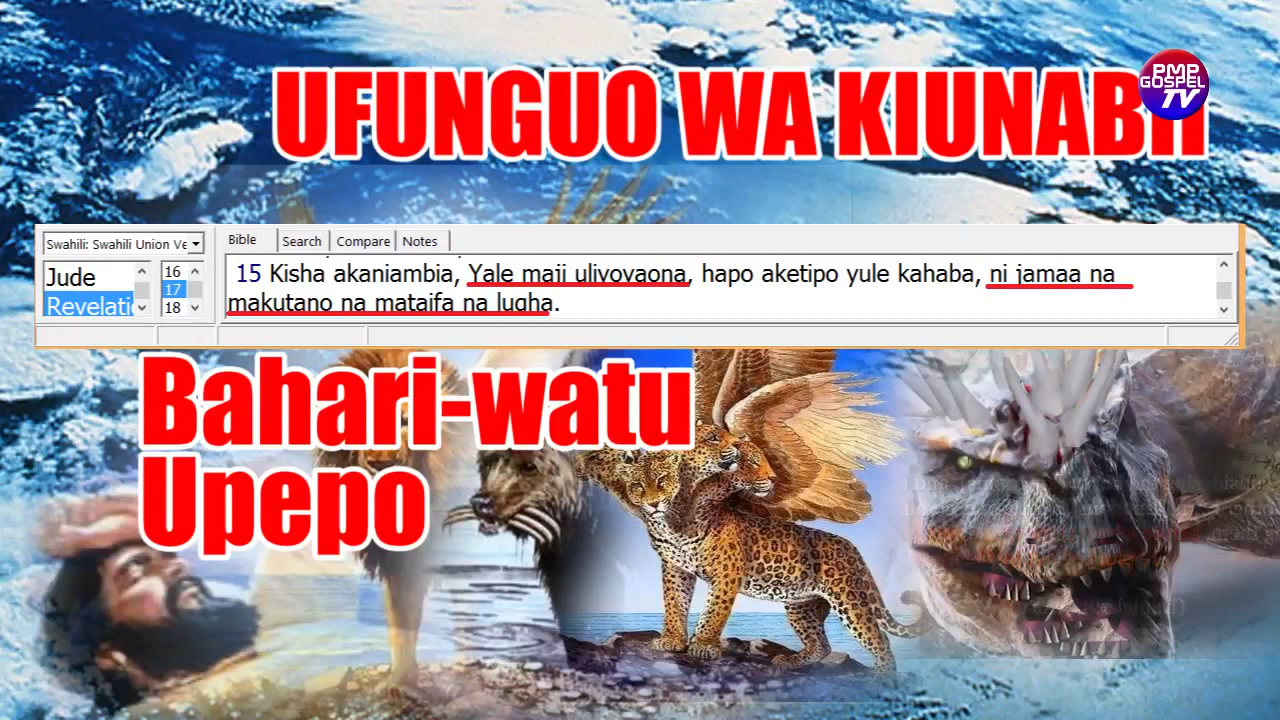 UFUNGUO WA KIUNABII
PMP
GOSPEL
TV
Swahili: Swahili Union Ve
Bible Search Compare Notes
Jude
Revelati
16
17
18
15 Kisha akaniambia, Yale maji uliyoyaona, hapo aketipo yule kahaba, ni jamaa na
makutano na mataifa na lugha.
Bahari-watu
Upepo